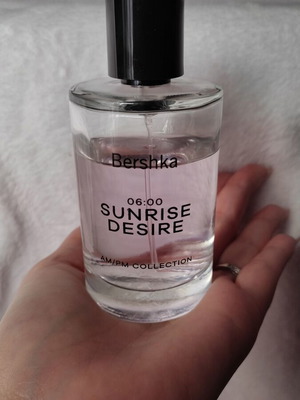 Bershka
06:00
SUNRISE
DESIRE
AM/PM COLLECTION